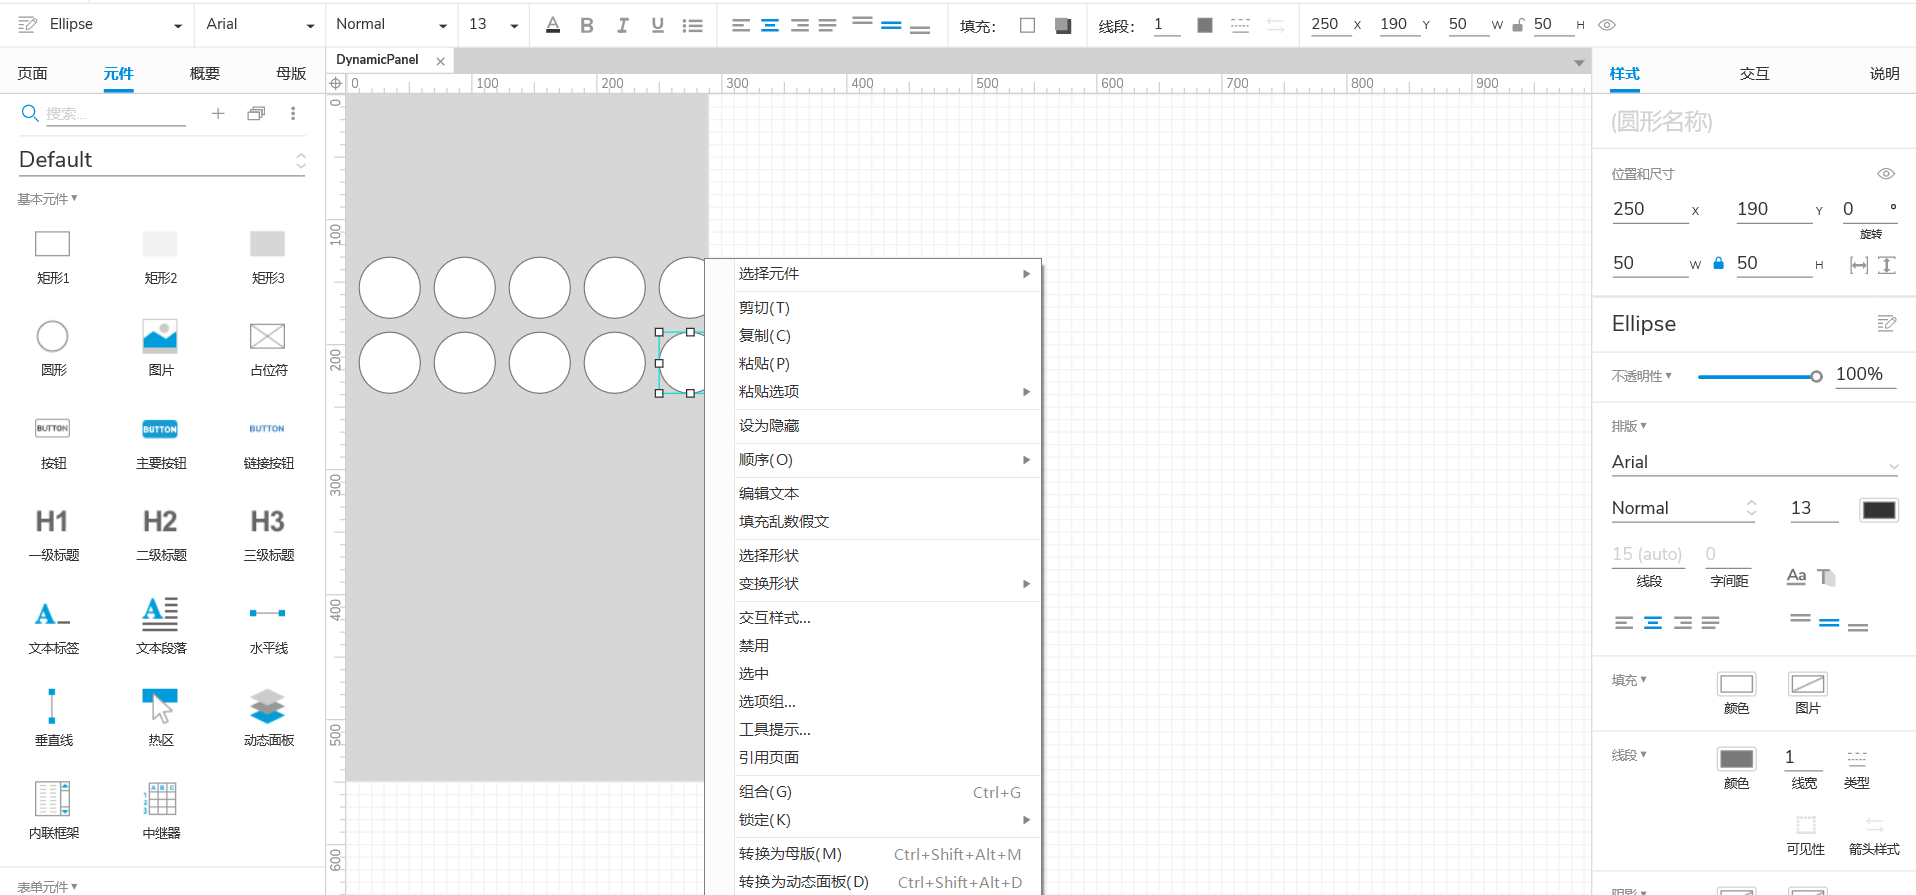 Ellipse
Arial
Normal
13
填充:
线段:
1
250 X
190 Y
50 W
50 H
页面
元件
概要
母版
DynamicPanel
样式
交互
说明
0 100 200 300 400 500 600 700 800 900
0
100
200
300
400
500
600
搜索...
Default
基本元件
矩形1
矩形2
矩形3
圆形
图片
占位符
BUTTON
BUTTON
BUTTON
按钮
主要按钮
链接按钮
H1
H2
H3
一级标题
二级标题
三级标题
A
A
文本标签
文本段落
水平线
垂直线
热区
动态面板
A B C
1
2
3
内联框架
中继器
表单元件
选择元件
剪切(T)
复制(C)
粘贴(P)
粘贴选项
设为隐藏
顺序(O)
编辑文本
填充乱数假文
选择形状
变换形状
交互样式...
禁用
选中
选项组...
工具提示...
引用页面
组合(G) Ctrl+G
锁定(K)
转换为母版(M) Ctrl+Shift+Alt+M
转换为动态面板(D) Ctrl+Shift+Alt+D
(圆形名称)
位置和尺寸
250 X
190 Y
0 °
旋转
50 W
50 H
Ellipse
不透明性
100%
排版
Arial
Normal
13
15 (auto)
0
线段
字间距
Aa
填充
颜色
图片
线段
1
颜色
线宽
类型
可见性
箭头样式
阴影